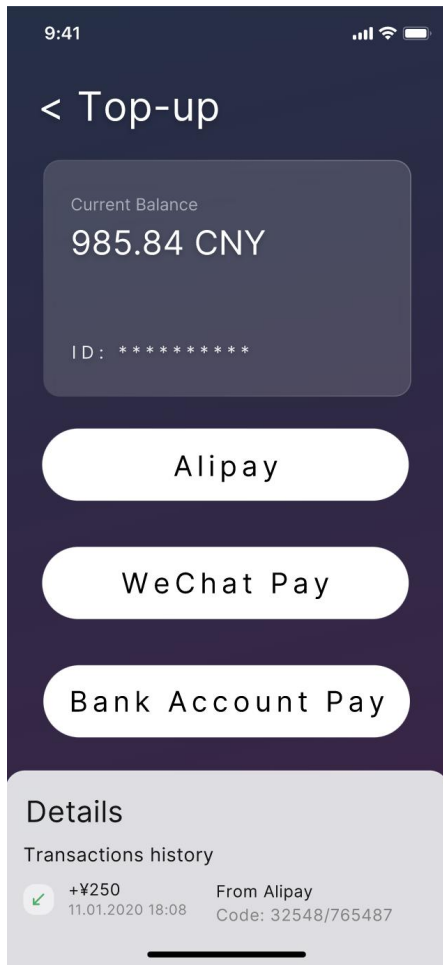 9:41
< Top-up
Current Balance
985.84 CNY
ID: **********
Alipay
WeChat Pay
Bank Account Pay
Details
Transactions history
+¥250 From Alipay
11.01.2020 18:08 Code: 32548/765487